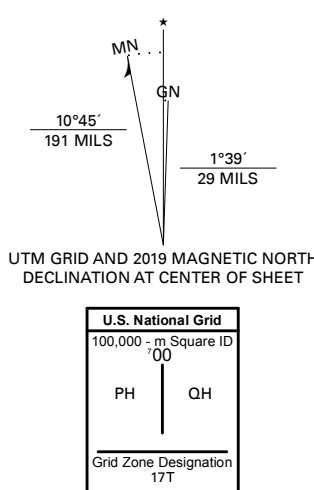 ★
MN
GN
10°45´
191 MILS
1°39´
29 MILS
UTM GRID AND 2019 MAGNETIC NORTH
DECLINATION AT CENTER OF SHEET
U.S. National Grid
100,000 - m Square ID
⁷00
PH QH
Grid Zone Designation
17T